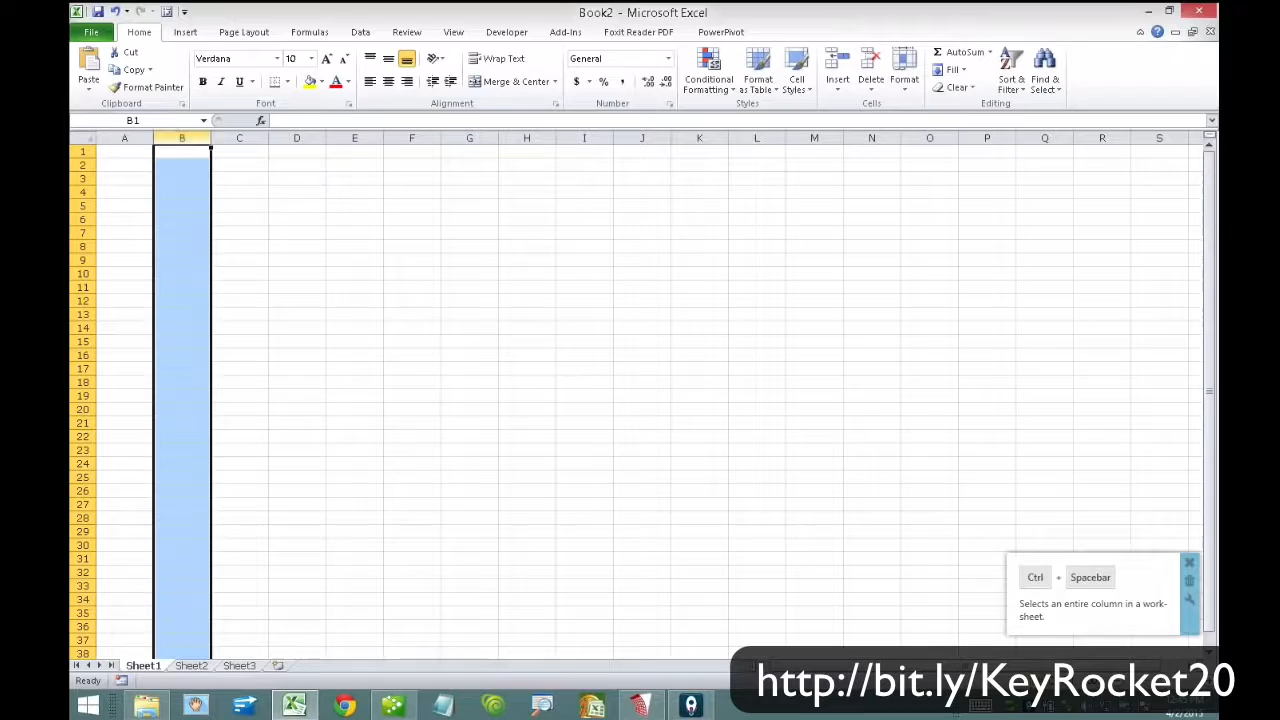 Book2 - Microsoft Excel
File Home Insert Page Layout Formulas Data Review View Developer Add-Ins Foxit Reader PDF PowerPivot
Paste
Cut
Copy
Format Painter
Clipboard
Verdana 10
B I U A
Font
Wrap Text
Merge & Center
Alignment
General
$ % ,
Number
Conditional Formatting
Format as Table
Cell Styles
Styles
Insert Delete Format
Cells
AutoSum
Fill
Clear
Sort & Filter
Find & Select
Editing
B1 fx
A B C D E F G H I J K L M N O P Q R S
1
2
3
4
5
6
7
8
9
10
11
12
13
14
15
16
17
18
19
20
21
22
23
24
25
26
27
28
29
30
31
32
33
34
35
36
37
38
Ctrl + Spacebar
Selects an entire column in a work-
sheet.
Sheet1 Sheet2 Sheet3
Ready
http://bit.ly/KeyRocket20